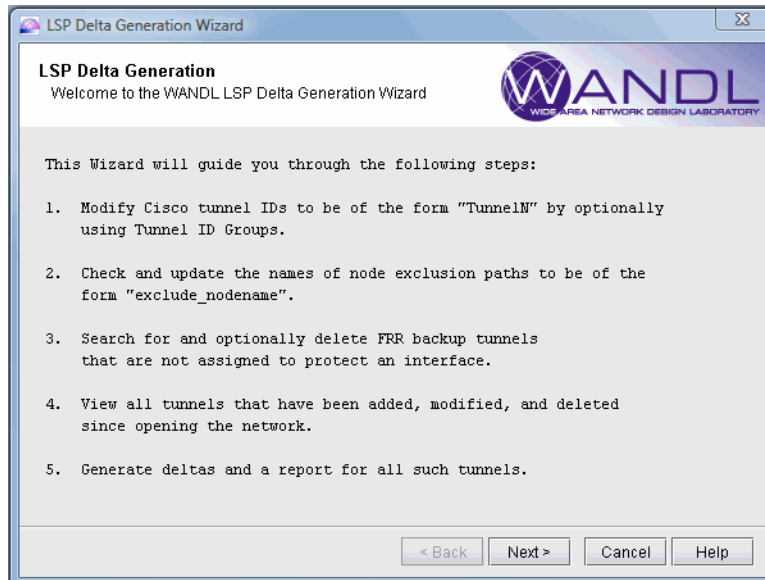 LSP Delta Generation Wizard
LSP Delta Generation
Welcome to the WANDL LSP Delta Generation Wizard
WANDL
WIDE AREA NETWORK DESIGN LABORATORY
This Wizard will guide you through the following steps:
1. Modify Cisco tunnel IDs to be of the form "TunnelN" by optionally
using Tunnel ID Groups.
2. Check and update the names of node exclusion paths to be of the
form "exclude_nodename".
3. Search for and optionally delete FRR backup tunnels
that are not assigned to protect an interface.
4. View all tunnels that have been added, modified, and deleted
since opening the network.
5. Generate deltas and a report for all such tunnels.
< Back Next > Cancel Help